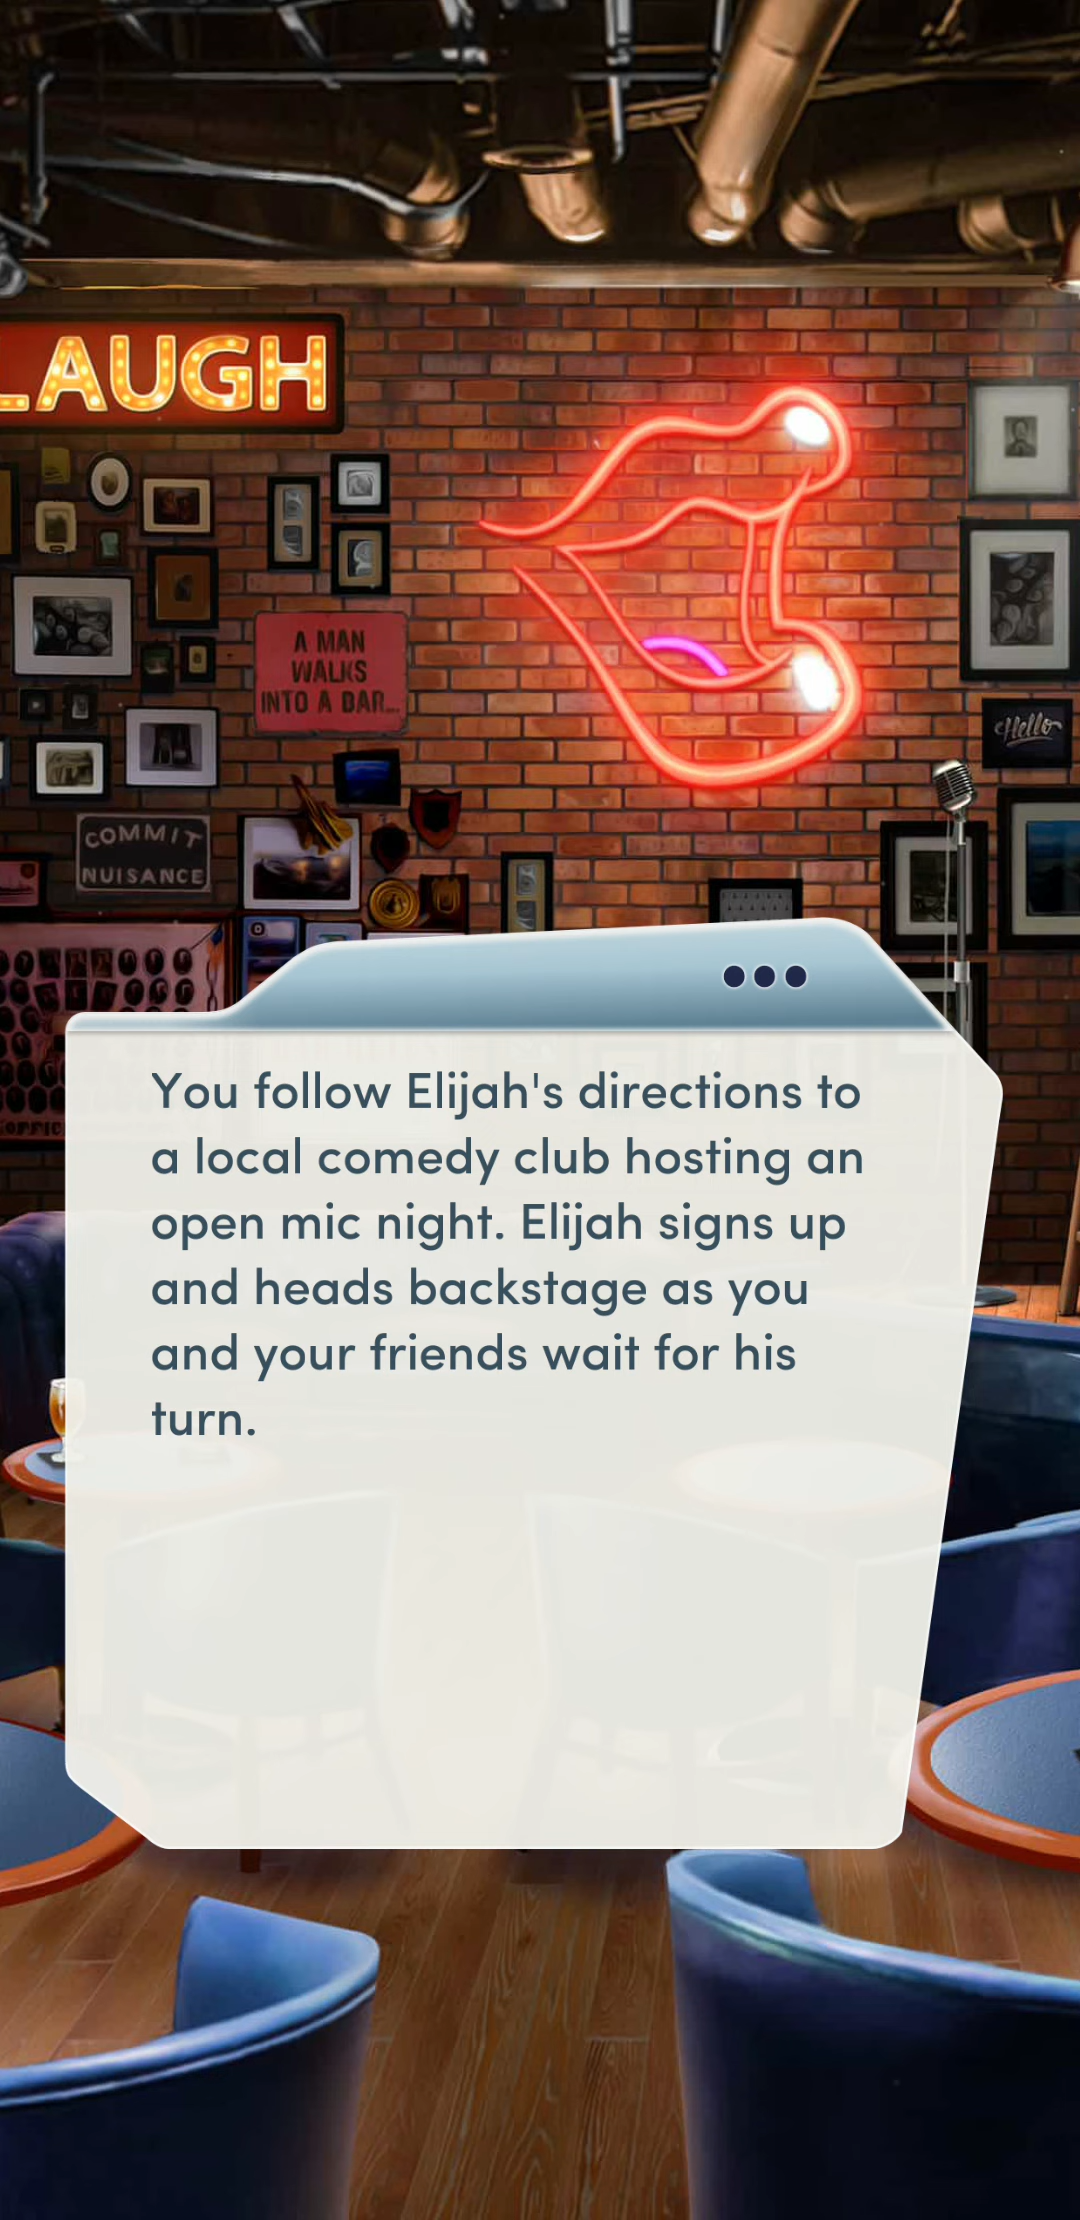 LAUGH
A MAN
WALKS
INTO A BAR...
Hello
COMMIT
NUISANCE
You follow Elijah's directions to
a local comedy club hosting an
open mic night. Elijah signs up
and heads backstage as you
and your friends wait for his
turn.